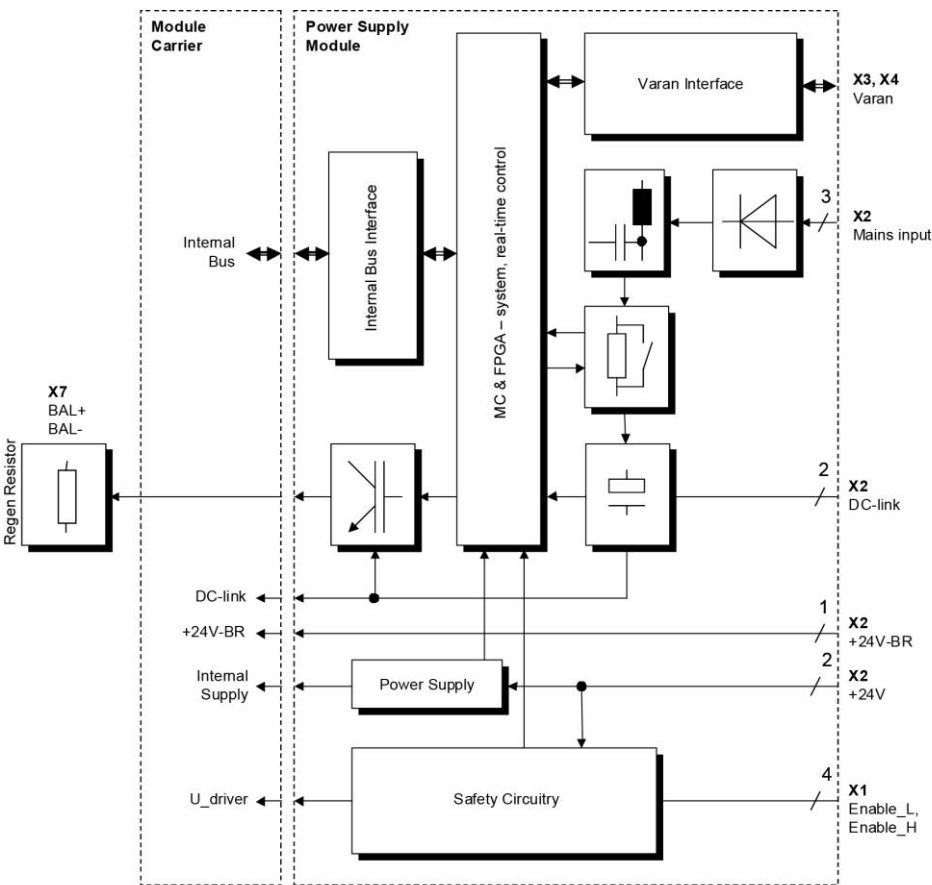 Module
Carrier
Power Supply
Module
Varan Interface
X3, X4
Varan
MC & FPGA – system, real-time control
Internal Bus Interface
3
X2
Mains input
Internal
Bus
X7
BAL+
BAL-
Regen Resistor
2
X2
DC-link
DC-link
1
X2
+24V-BR
+24V-BR
2
X2
+24V
Internal
Supply
Power Supply
4
X1
Enable_L,
Enable_H
U_driver
Safety Circuitry